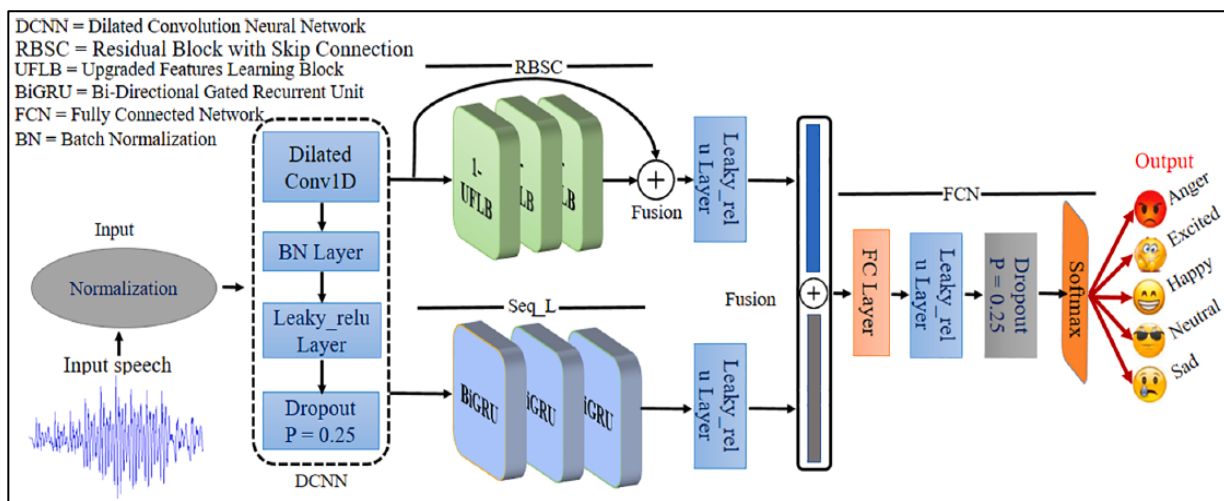 DCNN = Dilated Convolution Neural Network
RBSC = Residual Block with Skip Connection
UFLB = Upgraded Features Learning Block
BiGRU = Bi-Directional Gated Recurrent Unit
FCN = Fully Connected Network
BN = Batch Normalization
Input
Normalization
Input speech
Dilated
Conv1D
BN Layer
Leaky_relu
Layer
Dropout
P = 0.25
DCNN
RBSC
1-
UFLB
LB
LB
Fusion
Leaky_rel
u Layer
Seq_L
BiGRU
iGRU
iGRU
Leaky_rel
u Layer
Fusion
FCN
FC Layer
Leaky_rel
u Layer
Dropout
P = 0.25
Softmax
Output
Anger
Excited
Happy
Neutral
Sad